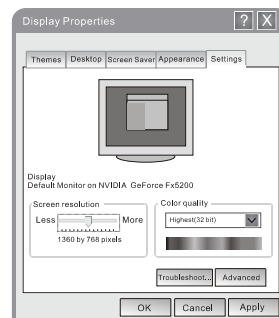 Display Properties ? X
Themes Desktop Screen Saver Appearance Settings
Display
Default Monitor on NVIDIA GeForce Fx5200
Screen resolution
Less More
1360 by 768 pixels
Color quality
Highest(32 bit)
Troubleshoot... Advanced
OK Cancel Apply